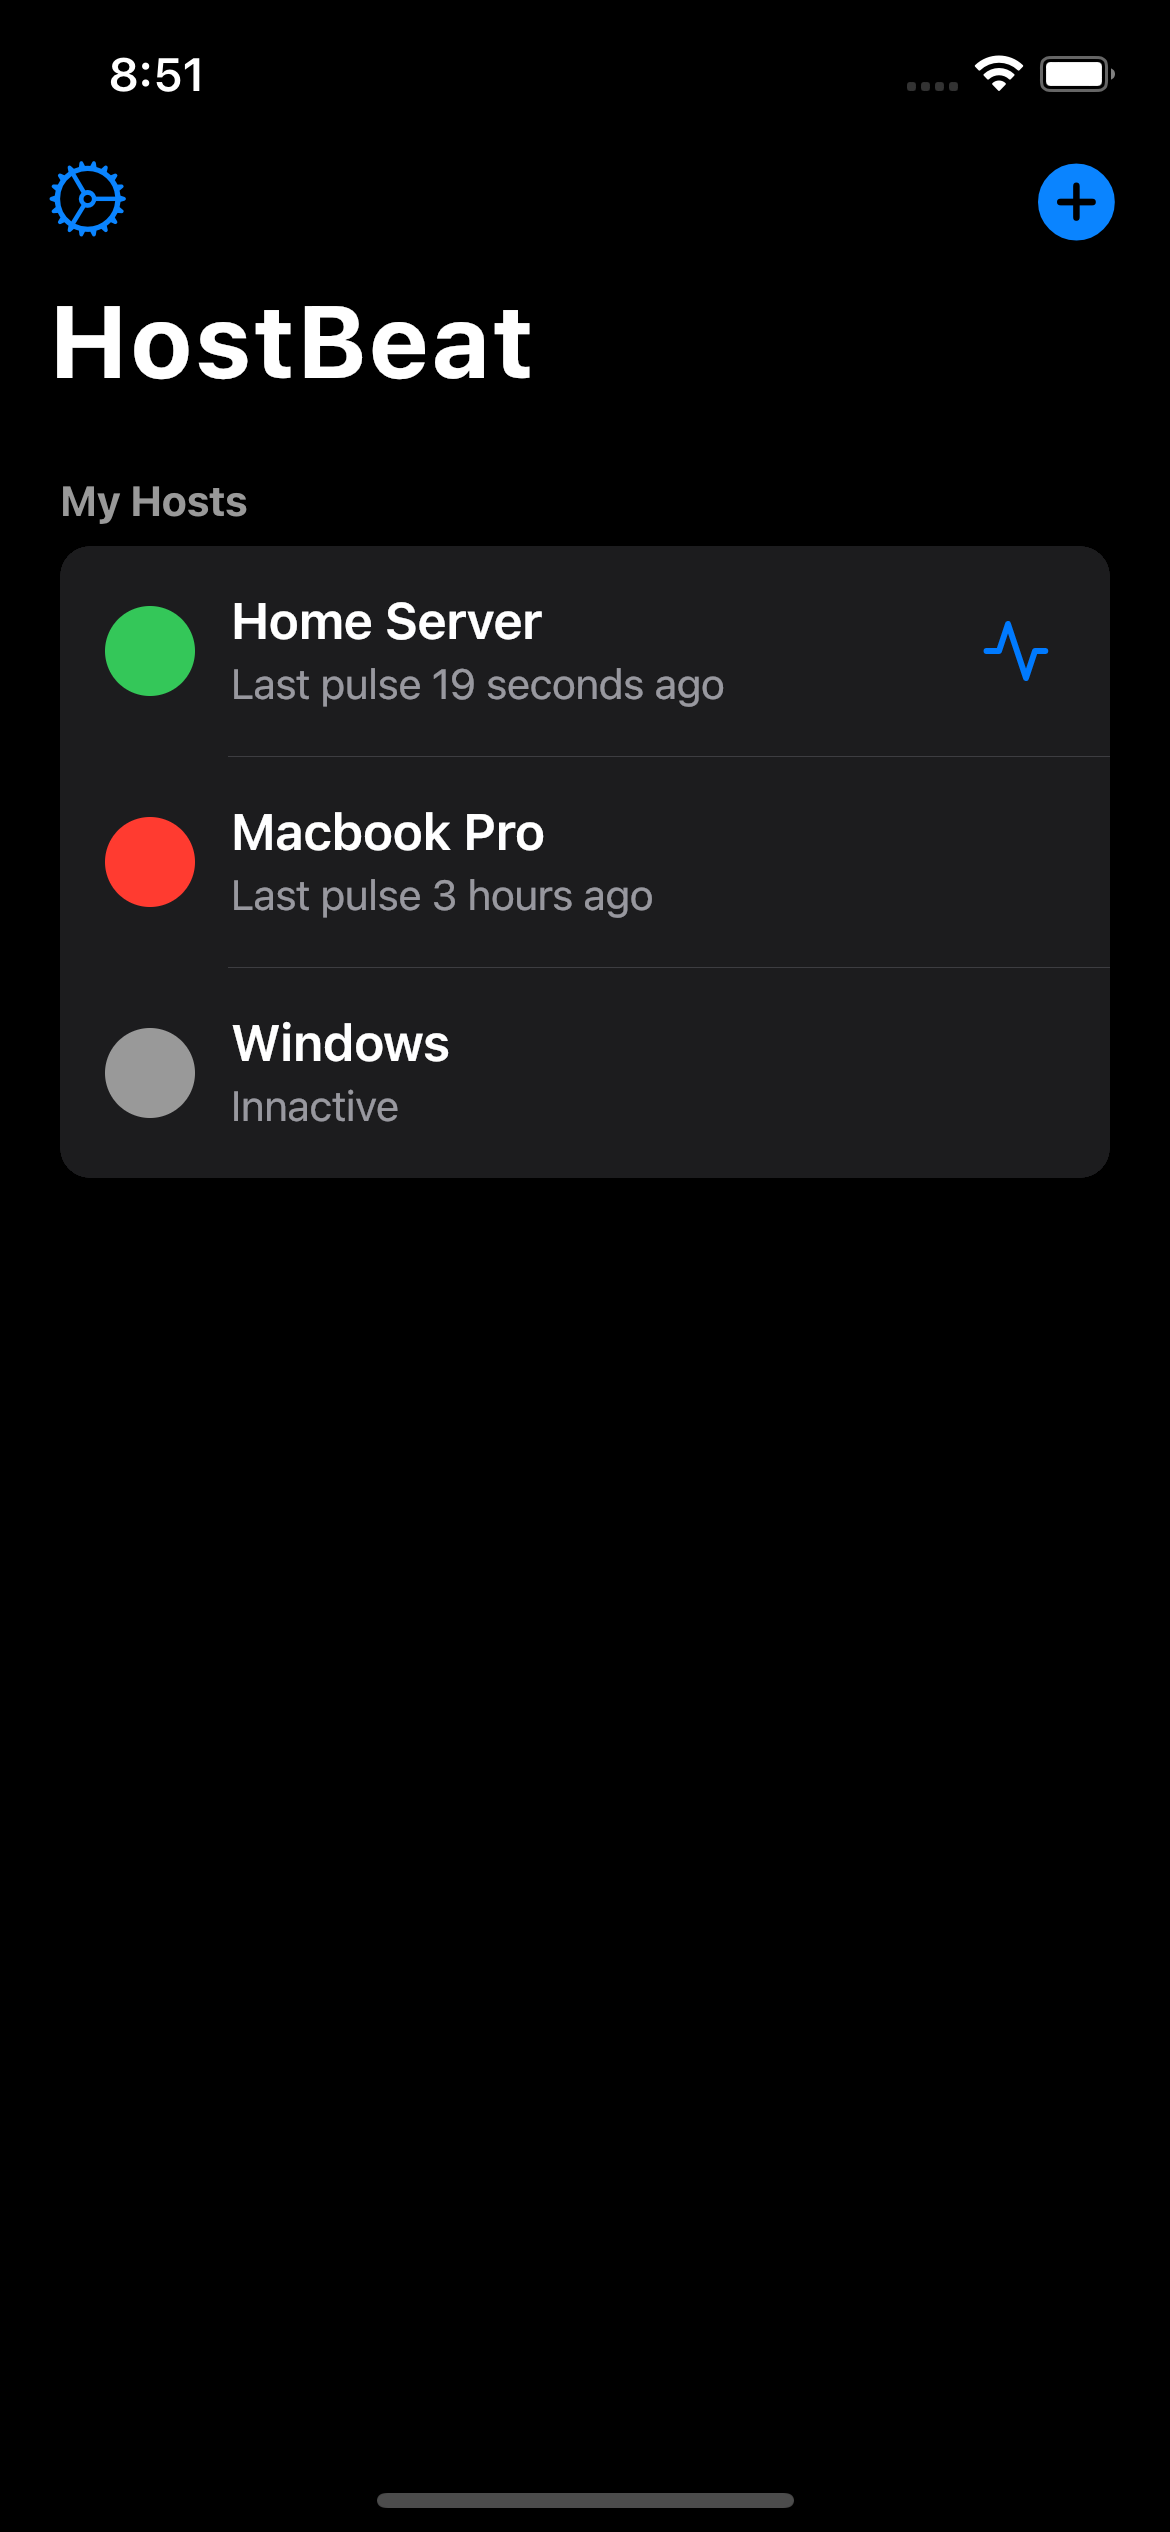 8:51
HostBeat
My Hosts
Home Server
Last pulse 19 seconds ago
Macbook Pro
Last pulse 3 hours ago
Windows
Innactive